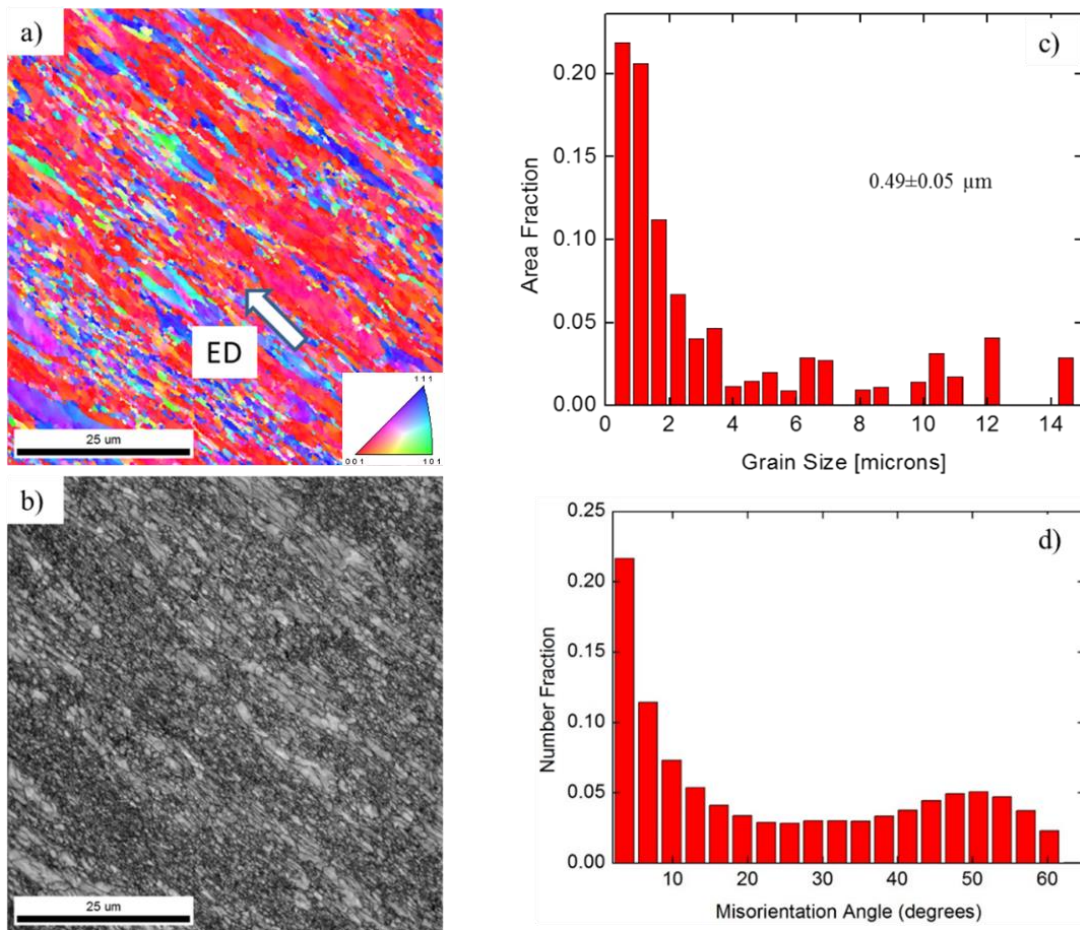 a)
ED
25 um
111
001 101
b)
25 um
c)
0.49±0.05 µm
Area Fraction
0.20
0.15
0.10
0.05
0.00
0 2 4 6 8 10 12 14
Grain Size [microns]
d)
Number Fraction
0.25
0.20
0.15
0.10
0.05
0.00
10 20 30 40 50 60
Misorientation Angle (degrees)